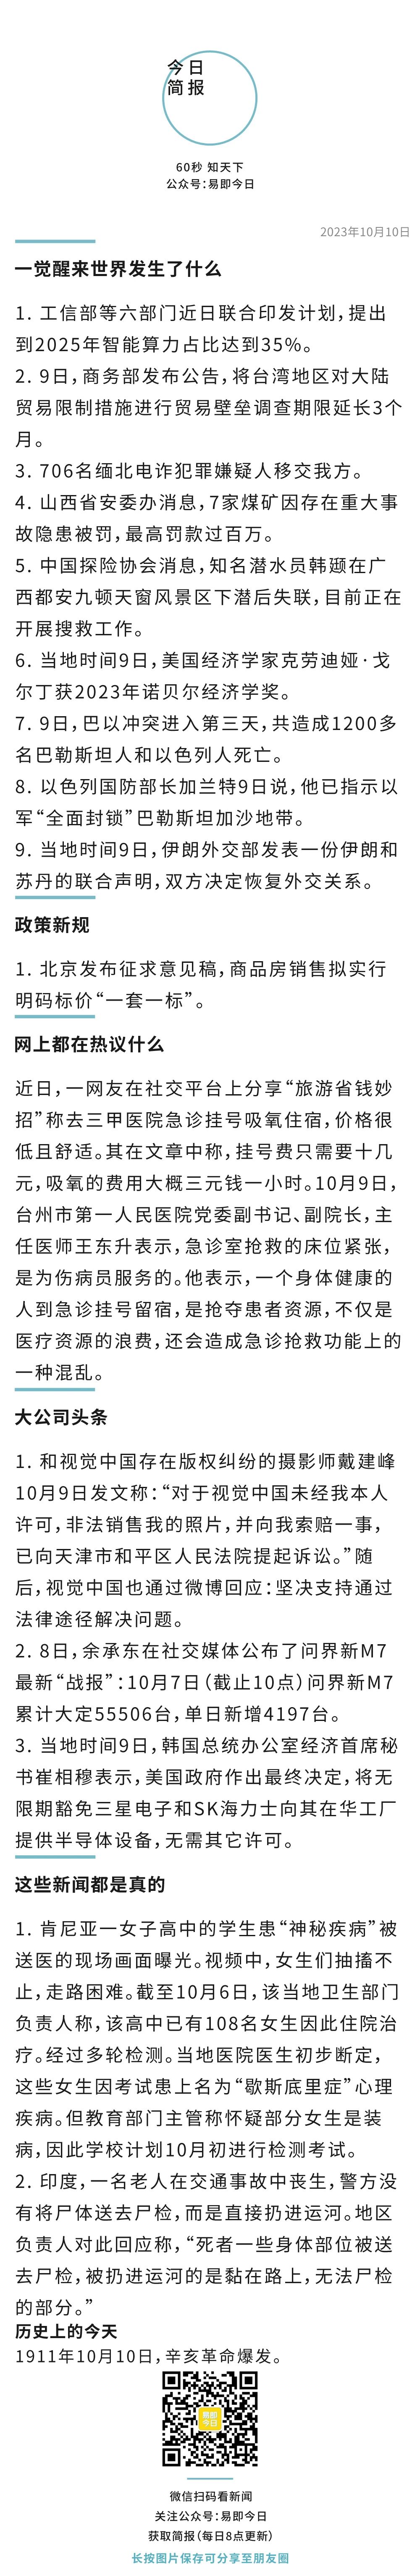 今日
简报
60秒 知天下
公众号：易即今日
2023年10月10日
一觉醒来世界发生了什么
1. 工信部等六部门近日联合印发计划，提出
到2025年智能算力占比达到35%。
2. 9日，商务部发布公告，将台湾地区对大陆
贸易限制措施进行贸易壁垒调查期限延长3个
月。
3. 706名缅北电诈犯罪嫌疑人移交我方。
4. 山西省安委办消息，7家煤矿因存在重大事
故隐患被罚，最高罚款过百万。
5. 中国探险协会消息，知名潜水员韩颋在广
西都安九顿天窗风景区下潜后失联，目前正在
开展搜救工作。
6. 当地时间9日，美国经济学家克劳迪娅·戈
尔丁获2023年诺贝尔经济学奖。
7. 9日，巴以冲突进入第三天，共造成1200多
名巴勒斯坦人和以色列人死亡。
8. 以色列国防部长加兰特9日说，他已指示以
军“全面封锁”巴勒斯坦加沙地带。
9. 当地时间9日，伊朗外交部发表一份伊朗和
苏丹的联合声明，双方决定恢复外交关系。
政策新规
1. 北京发布征求意见稿，商品房销售拟实行
明码标价“一套一标”。
网上都在热议什么
近日，一网友在社交平台上分享“旅游省钱妙
招”称去三甲医院急诊挂号吸氧住宿，价格很
低且舒适。其在文章中称，挂号费只需要十几
元，吸氧的费用大概三元钱一小时。10月9日，
台州市第一人民医院党委副书记、副院长，主
任医师王东升表示，急诊室抢救的床位紧张，
是为伤病员服务的。他表示，一个身体健康的
人到急诊挂号留宿，是抢夺患者资源，不仅是
医疗资源的浪费，还会造成急诊抢救功能上的
一种混乱。
大公司头条
1. 和视觉中国存在版权纠纷的摄影师戴建峰
10月9日发文称：“对于视觉中国未经我本人
许可，非法销售我的照片，并向我索赔一事，
已向天津市和平区人民法院提起诉讼。”随
后，视觉中国也通过微博回应：坚决支持通过
法律途径解决问题。
2. 8日，余承东在社交媒体公布了问界新M7
最新“战报”：10月7日（截止10点）问界新M7
累计大定55506台，单日新增4197台。
3. 当地时间9日，韩国总统办公室经济首席秘
书崔相穆表示，美国政府作出最终决定，将无
限期豁免三星电子和SK海力士向其在华工厂
提供半导体设备，无需其它许可。
这些新闻都是真的
1. 肯尼亚一女子高中的学生患“神秘疾病”被
送医的现场画面曝光。视频中，女生们抽搐不
止，走路困难。截至10月6日，该当地卫生部门
负责人称，该高中已有108名女生因此住院治
疗。经过多轮检测。当地医院医生初步断定，
这些女生因考试患上名为“歇斯底里症”心理
疾病。但教育部门主管称怀疑部分女生是装
病，因此学校计划10月初进行检测考试。
2. 印度，一名老人在交通事故中丧生，警方没
有将尸体送去尸检，而是直接扔进运河。地区
负责人对此回应称，“死者一些身体部位被送
去尸检，被扔进运河的是黏在路上，无法尸检
的部分。”
历史上的今天
1911年10月10日，辛亥革命爆发。
易即
今日
微信扫码看新闻
关注公众号：易即今日
获取简报（每日8点更新）
长按图片保存可分享至朋友圈